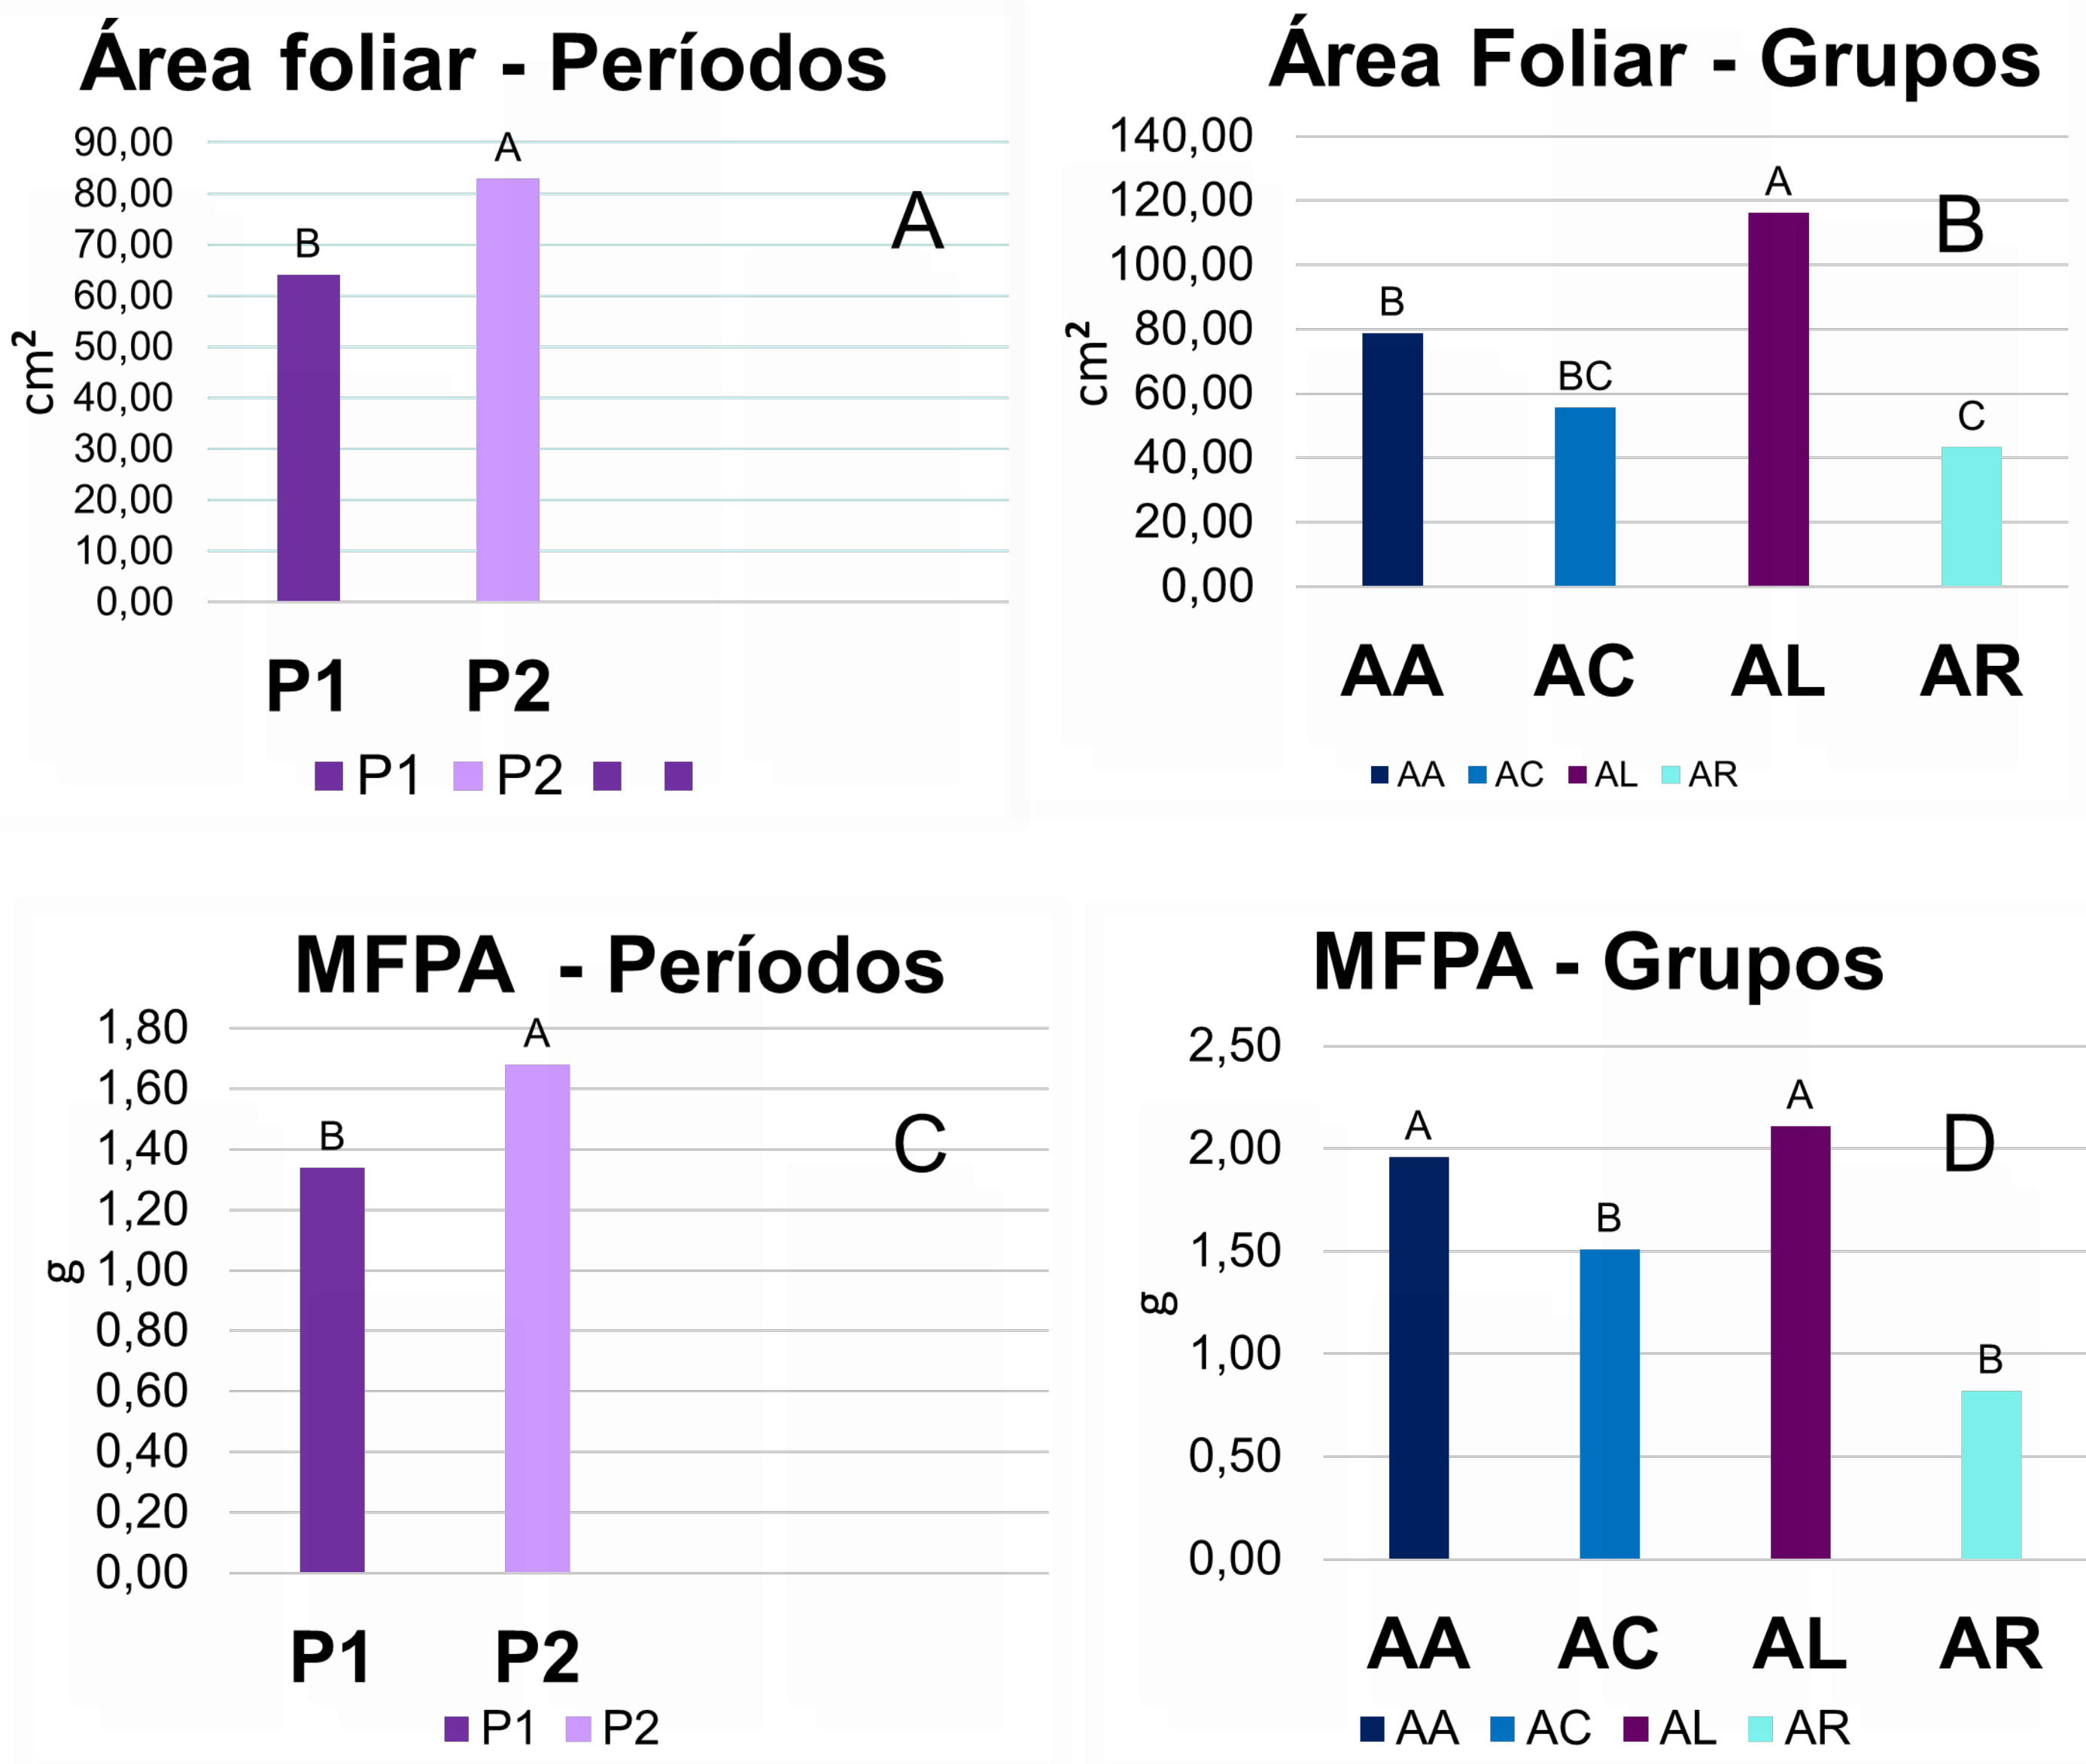 Área foliar - Períodos
90,00
80,00
70,00
60,00
50,00
40,00
30,00
20,00
10,00
0,00
cm²
B
A
A
P1 P2
P1 P2
Área Foliar - Grupos
140,00
120,00
100,00
80,00
60,00
40,00
20,00
0,00
cm²
B
BC
A
C
B
AA AC AL AR
AA AC AL AR
MFPA - Períodos
1,80
1,60
1,40
1,20
1,00
0,80
0,60
0,40
0,20
0,00
g
B
A
C
P1 P2
P1 P2
MFPA - Grupos
2,50
2,00
1,50
1,00
0,50
0,00
g
A
B
A
B
D
AA AC AL AR
AA AC AL AR